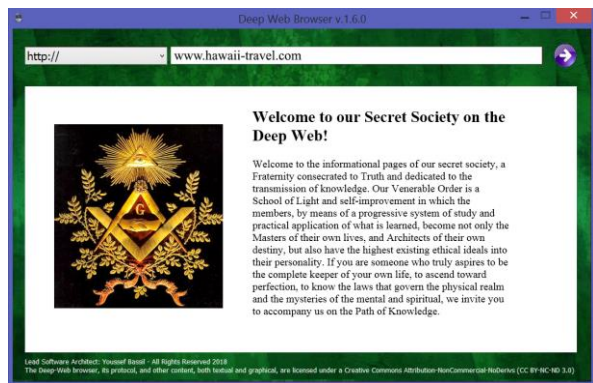 Deep Web Browser v.1.6.0
http://
www.hawaii-travel.com
Welcome to our Secret Society on the
Deep Web!
Welcome to the informational pages of our secret society, a
Fraternity consecrated to Truth and dedicated to the
transmission of knowledge. Our Venerable Order is a
School of Light and self-improvement in which the
members, by means of a progressive system of study and
practical application of what is learned, become not only the
Masters of their own lives, and Architects of their own
destiny, but also have the highest existing ethical ideals into
their personality. If you are someone who truly aspires to be
the complete keeper of your own life, to ascend toward
perfection, to know the laws that govern the physical realm
and the mysteries of the mental and spiritual, we invite you
to accompany us on the Path of Knowledge.
G
Lead Software Architect: Youssef Bassil - All Rights Reserved 2018
The Deep-Web browser, its protocol, and other content, both textual and graphical, are licensed under a Creative Commons Attribution-NonCommercial-NoDerivs (CC BY-NC-ND 3.0)